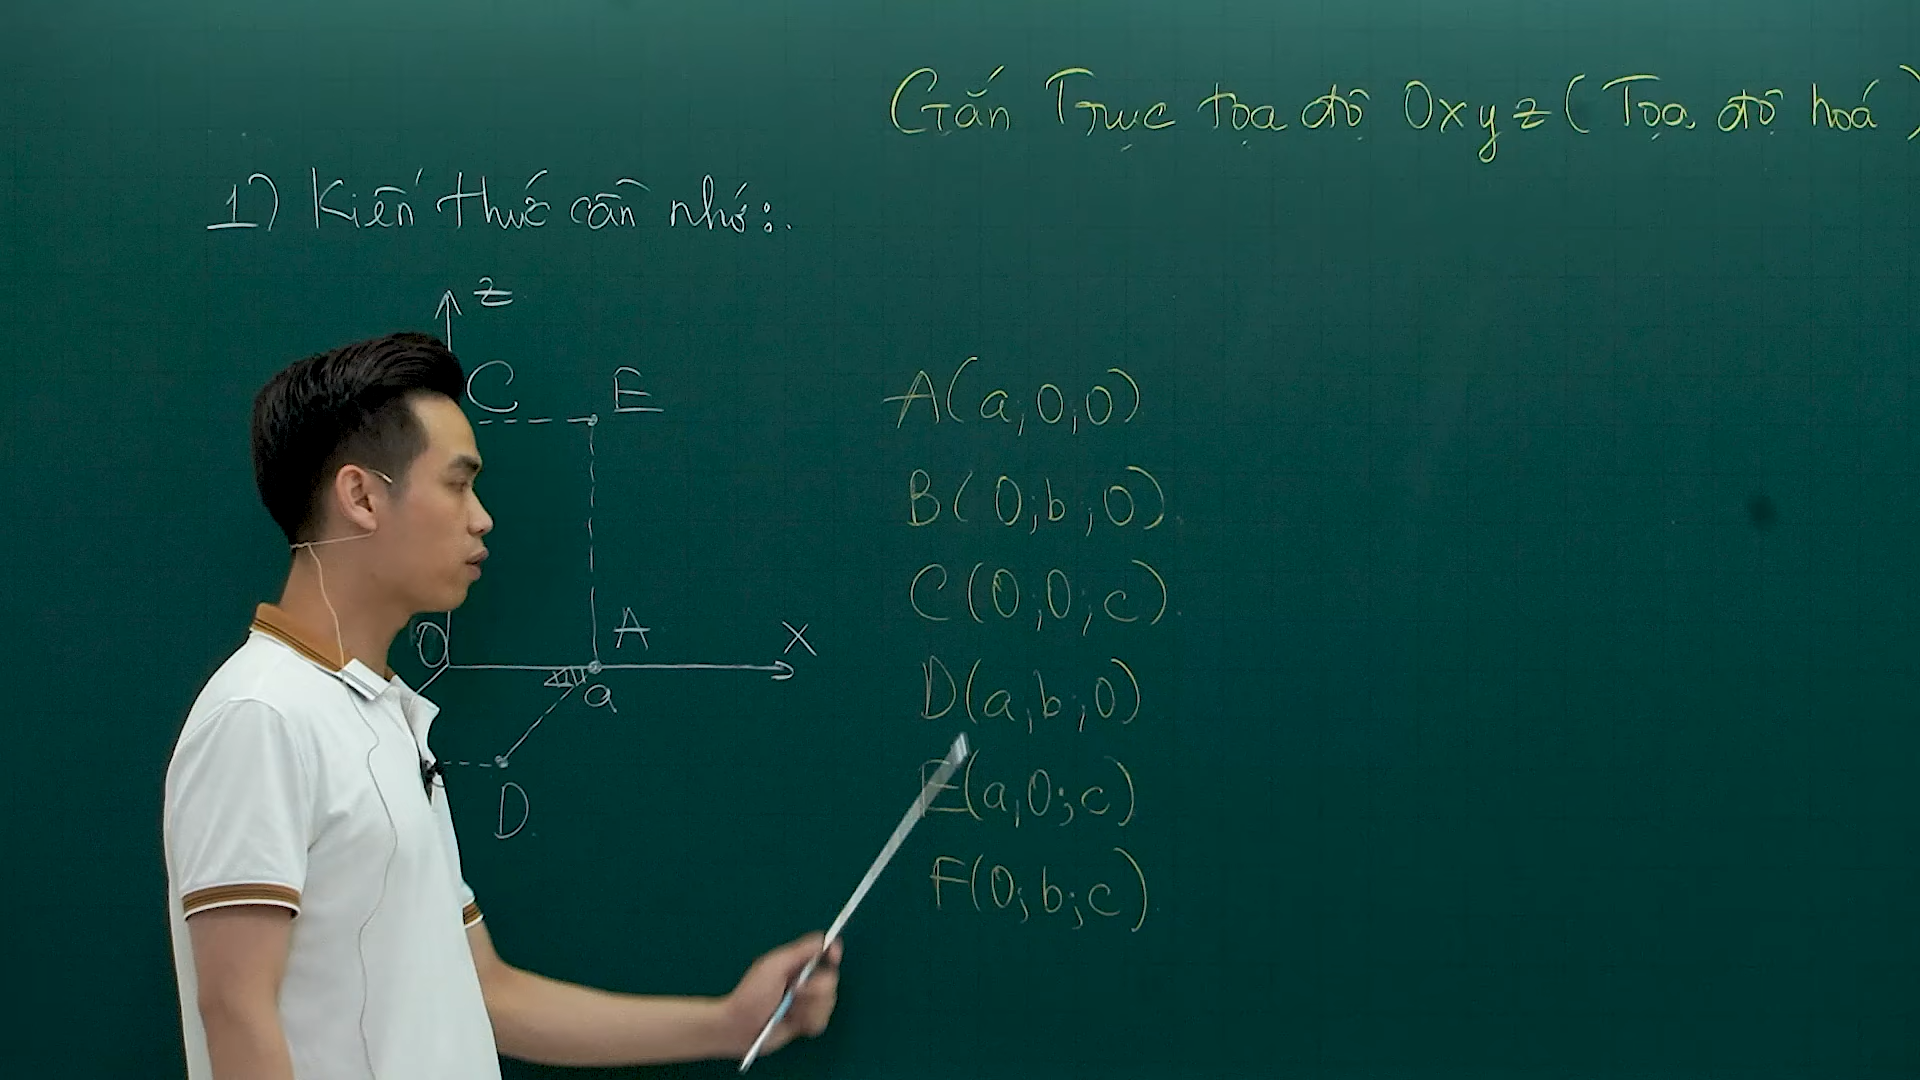 Gắn Trục tọa độ Oxyz (Tọa độ hoá)
1) Kiến thức cần nhớ:
z
C E
O A x
a
D
A(a,0,0)
B(0;b;0)
C(0;0;c)
D(a,b;0)
E(a,0;c)
F(0;b;c)